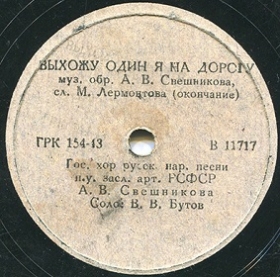 ВЫХОЖУ ОДИН Я НА ДОРОГУ
муз. обр. А. В. Свешникова,
сл. М. Лермонтова (окончание)
ГРК 154-13 В 11717
Гос. хор русск. нар. песни
п/у. засл. арт. РСФСР
А. В. Свешникова
Соло: В. В. Бутов